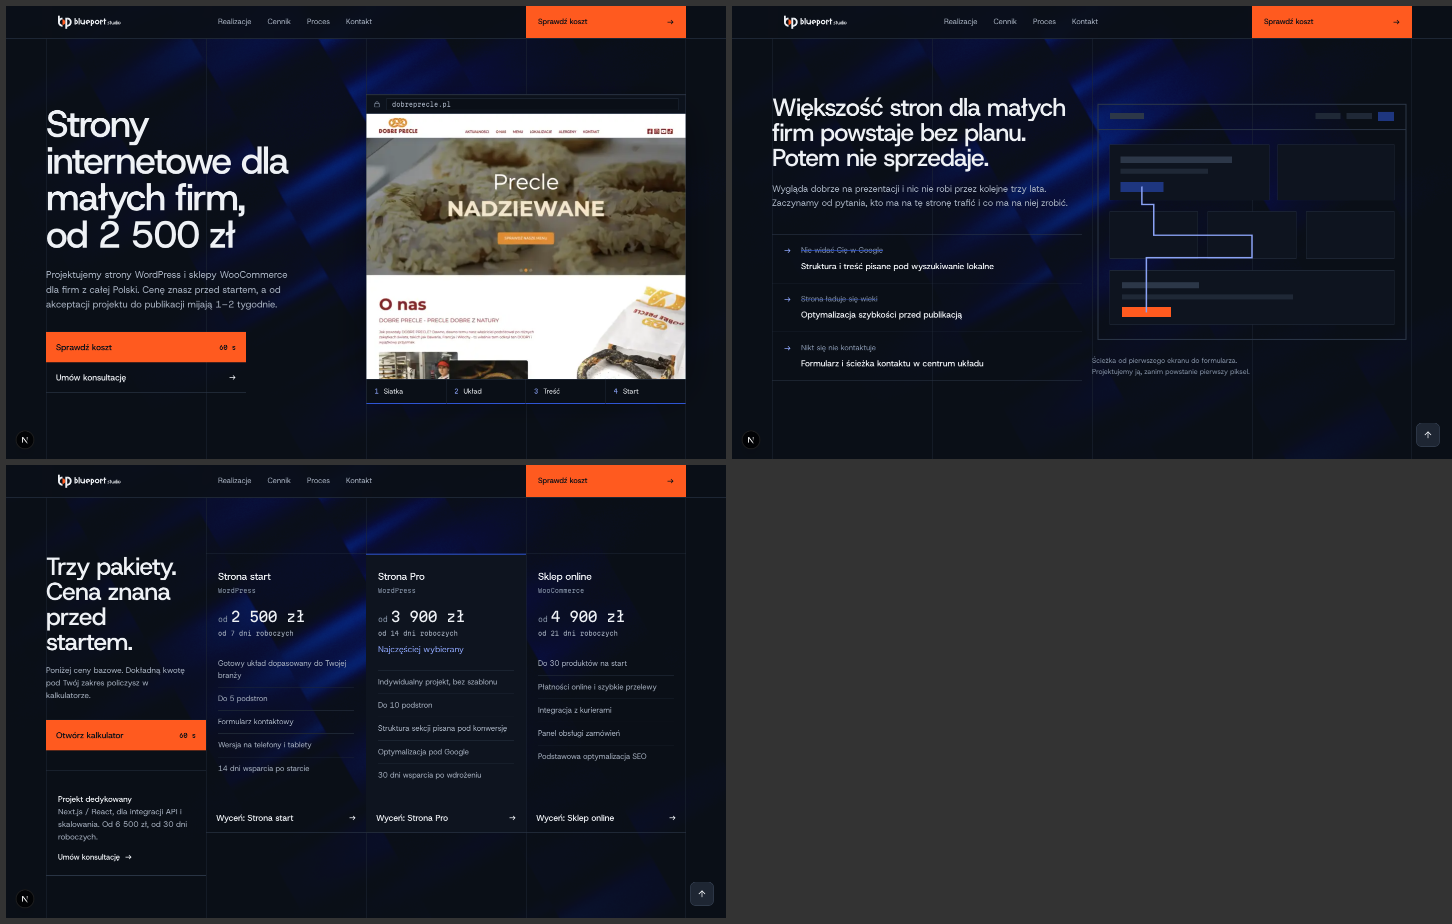 blueport studio
Realizacje Cennik Proces Kontakt
Sprawdź koszt →
Strony
internetowe dla
małych firm,
od 2 500 zł
Projektujemy strony WordPress i sklepy WooCommerce
dla firm z całej Polski. Cenę znasz przed startem, a od
akceptacji projektu do publikacji mijają 1–2 tygodnie.
Sprawdź koszt 60 s
Umów konsultację →
dobreprecle.pl
DOBRE PRECLE
AKTUALNOŚCI O NAS MENU LOKALIZACJE ALERGENY KONTAKT
Precle
NADZIEWANE
O nas
DOBRE PRECLE - PRECLE DOBRE Z NATURY
1 Siatka 2 Układ 3 Treść 4 Start
N
blueport studio
Realizacje Cennik Proces Kontakt
Sprawdź koszt →
Większość stron dla małych
firm powstaje bez planu.
Potem nie sprzedaje.
Wygląda dobrze na prezentacji i nic nie robi przez kolejne trzy lata.
Zaczynamy od pytania, kto ma na tę stronę trafić i co ma na niej zrobić.
→ Nie widać Cię w Google
Struktura i treść pisane pod wyszukiwanie lokalne
→ Strona ładuje się wieki
Optymalizacja szybkości przed publikacją
→ Nikt się nie kontaktuje
Formularz i ścieżka kontaktu w centrum układu
Ścieżka od pierwszego ekranu do formularza.
Projektujemy ją, zanim powstanie pierwszy piksel.
N
blueport studio
Realizacje Cennik Proces Kontakt
Sprawdź koszt →
Trzy pakiety.
Cena znana
przed
startem.
Poniżej ceny bazowe. Dokładną kwotę
pod Twój zakres policzysz w
kalkulatorze.
Otwórz kalkulator 60 s
Projekt dedykowany
Next.js / React, dla integracji API i
skalowania. Od 6 500 zł, od 30 dni
roboczych.
Umów konsultację →
Strona start
WordPress
od 2 500 zł
od 7 dni roboczych
Gotowy układ dopasowany do Twojej
branży
Do 5 podstron
Formularz kontaktowy
Wersja na telefony i tablety
14 dni wsparcia po starcie
Wyceń: Strona start →
Strona Pro
WordPress
od 3 900 zł
od 14 dni roboczych
Najczęściej wybierany
Indywidualny projekt, bez szablonu
Do 10 podstron
Struktura sekcji pisana pod konwersję
Optymalizacja pod Google
30 dni wsparcia po wdrożeniu
Wyceń: Strona Pro →
Sklep online
WooCommerce
od 4 900 zł
od 21 dni roboczych
Do 30 produktów na start
Płatności online i szybkie przelewy
Integracja z kurierami
Panel obsługi zamówień
Podstawowa optymalizacja SEO
Wyceń: Sklep online →
N